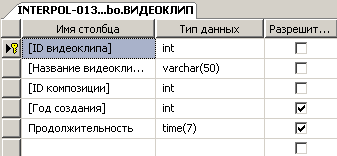 INTERPOL-013...bo.ВИДЕОКЛИП
Имя столбца Тип данных Разрешит...
[ID видеоклипа] int
[Название видеокли... varchar(50)
[ID композиции] int
[Год создания] int
Продолжительность time(7)